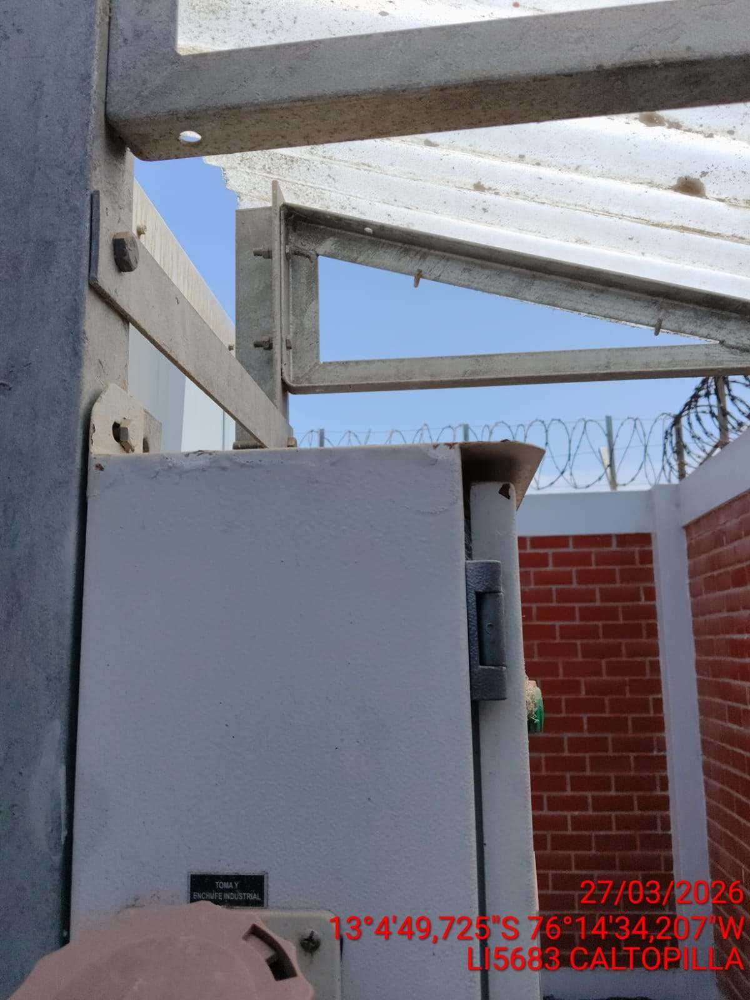 TOMA Y
ENCHUFE INDUSTRIAL
27/03/2026
13°4'49,725"S 76°14'34,207"W
LI5683 CALTOPILLA